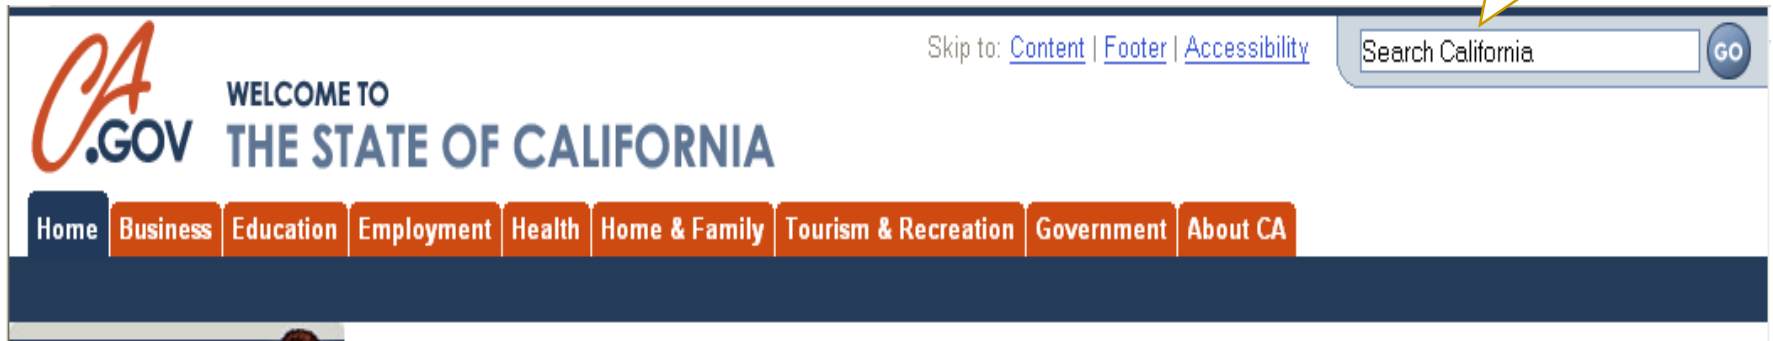 Skip to: Content | Footer | Accessibility
Search California
GO
CA
.GOV
WELCOME TO
THE STATE OF CALIFORNIA
Home Business Education Employment Health Home & Family Tourism & Recreation Government About CA